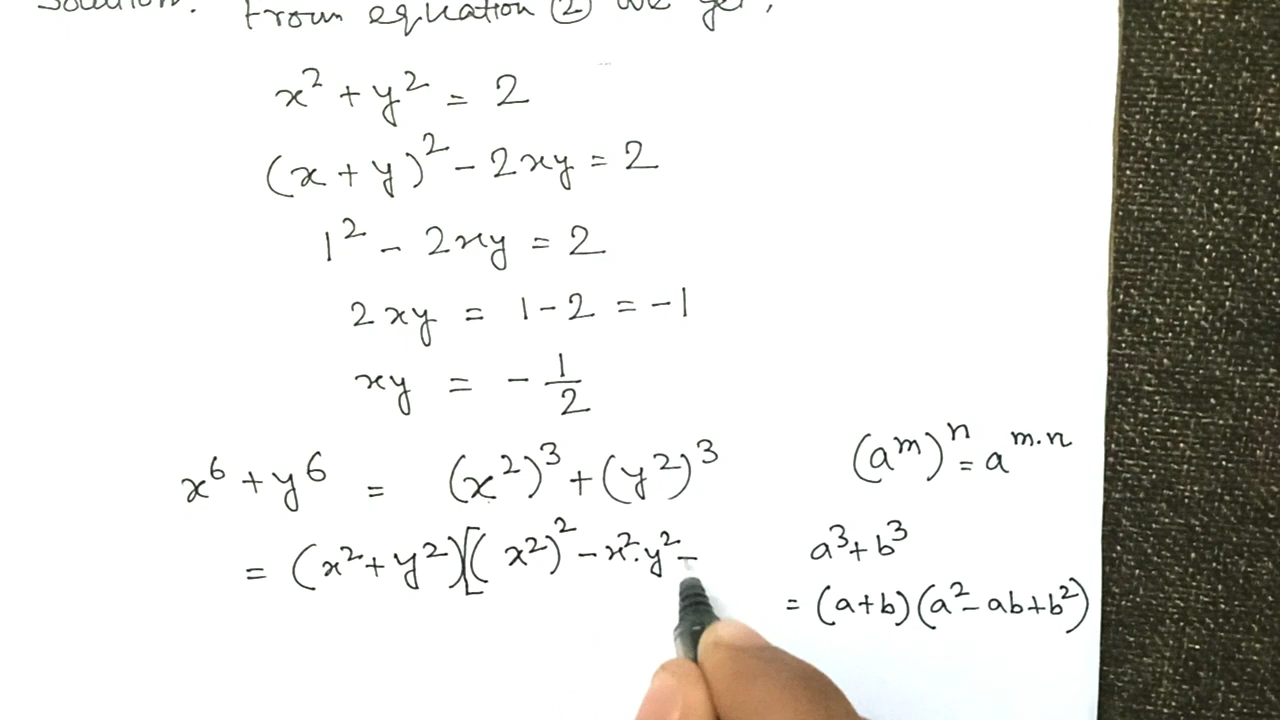 Solution. From equation ② we get,
x² + y² = 2
(x + y)² - 2xy = 2
1² - 2xy = 2
2xy = 1 - 2 = -1
xy = - 1/2
x⁶ + y⁶ = (x²)³ + (y²)³
(aᵐ)ⁿ = aᵐ·ⁿ
= (x² + y²)[(x²)² - x².y² -
a³ + b³
= (a+b)(a² - ab + b²)